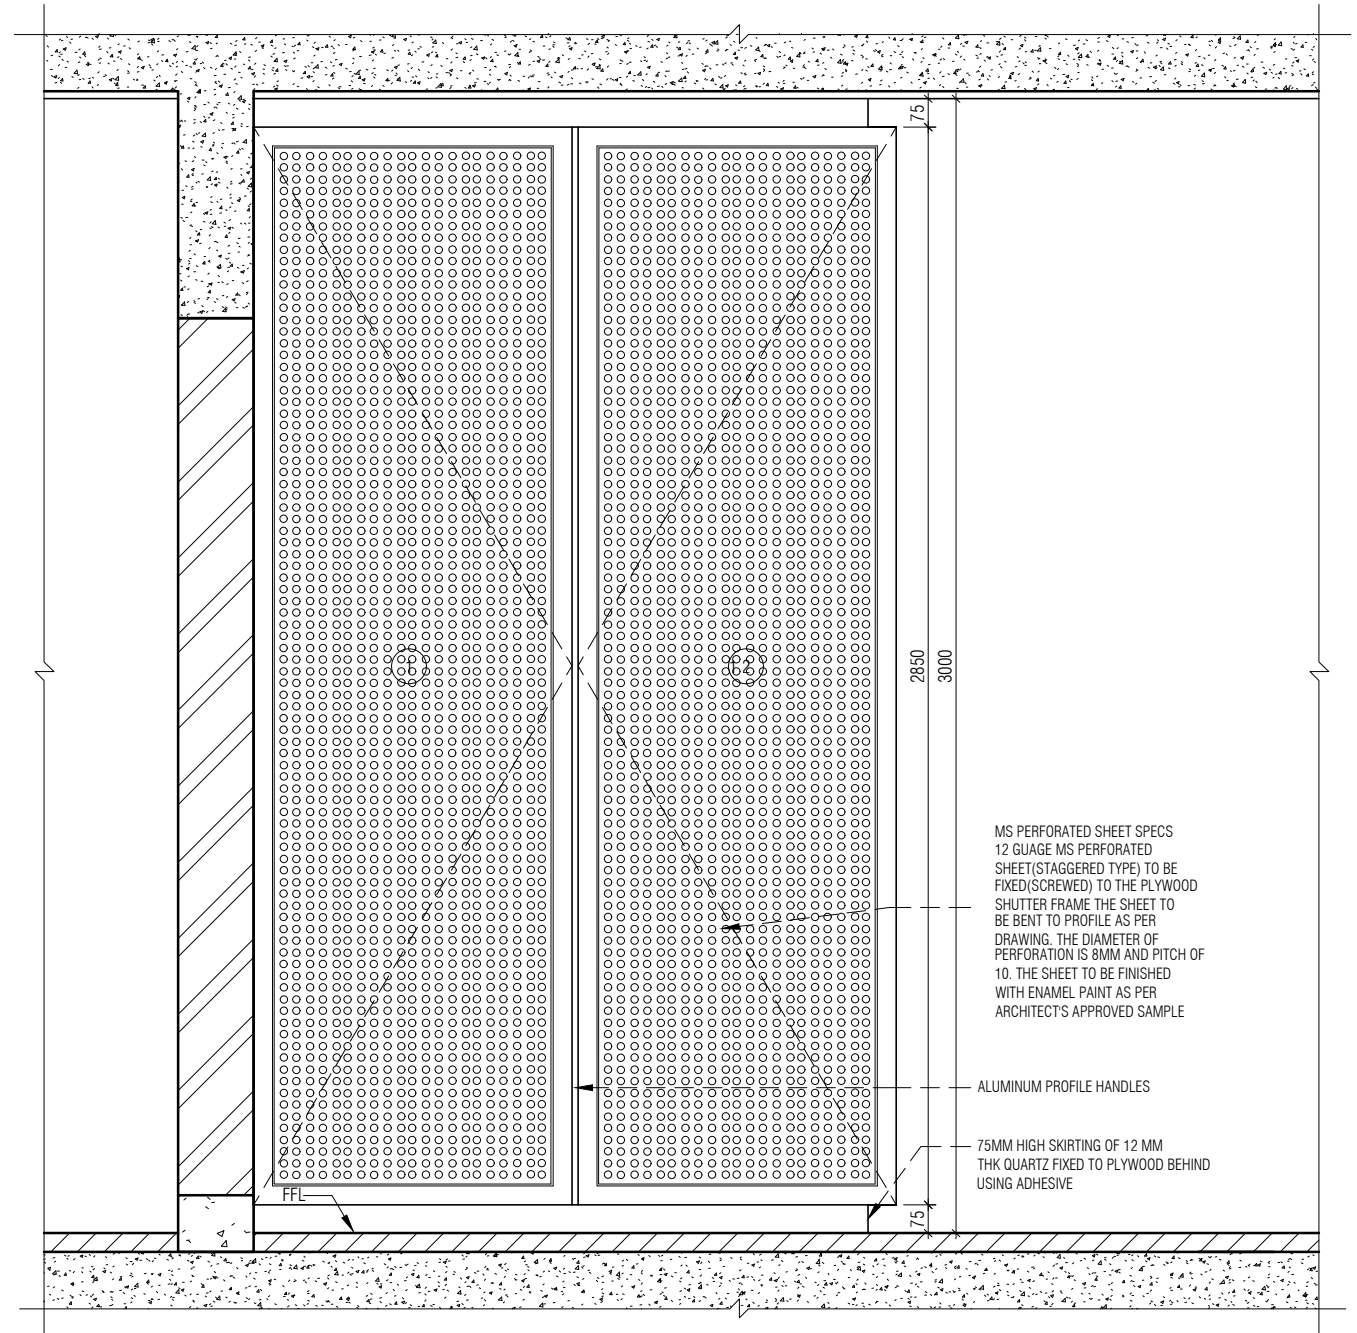 75
1
12
2850
3000
MS PERFORATED SHEET SPECS
12 GUAGE MS PERFORATED
SHEET(STAGGERED TYPE) TO BE
FIXED(SCREWED) TO THE PLYWOOD
SHUTTER FRAME THE SHEET TO
BE BENT TO PROFILE AS PER
DRAWING. THE DIAMETER OF
PERFORATION IS 8MM AND PITCH OF
10. THE SHEET TO BE FINISHED
WITH ENAMEL PAINT AS PER
ARCHITECT'S APPROVED SAMPLE
ALUMINUM PROFILE HANDLES
75MM HIGH SKIRTING OF 12 MM
THK QUARTZ FIXED TO PLYWOOD BEHIND
USING ADHESIVE
FFL
75